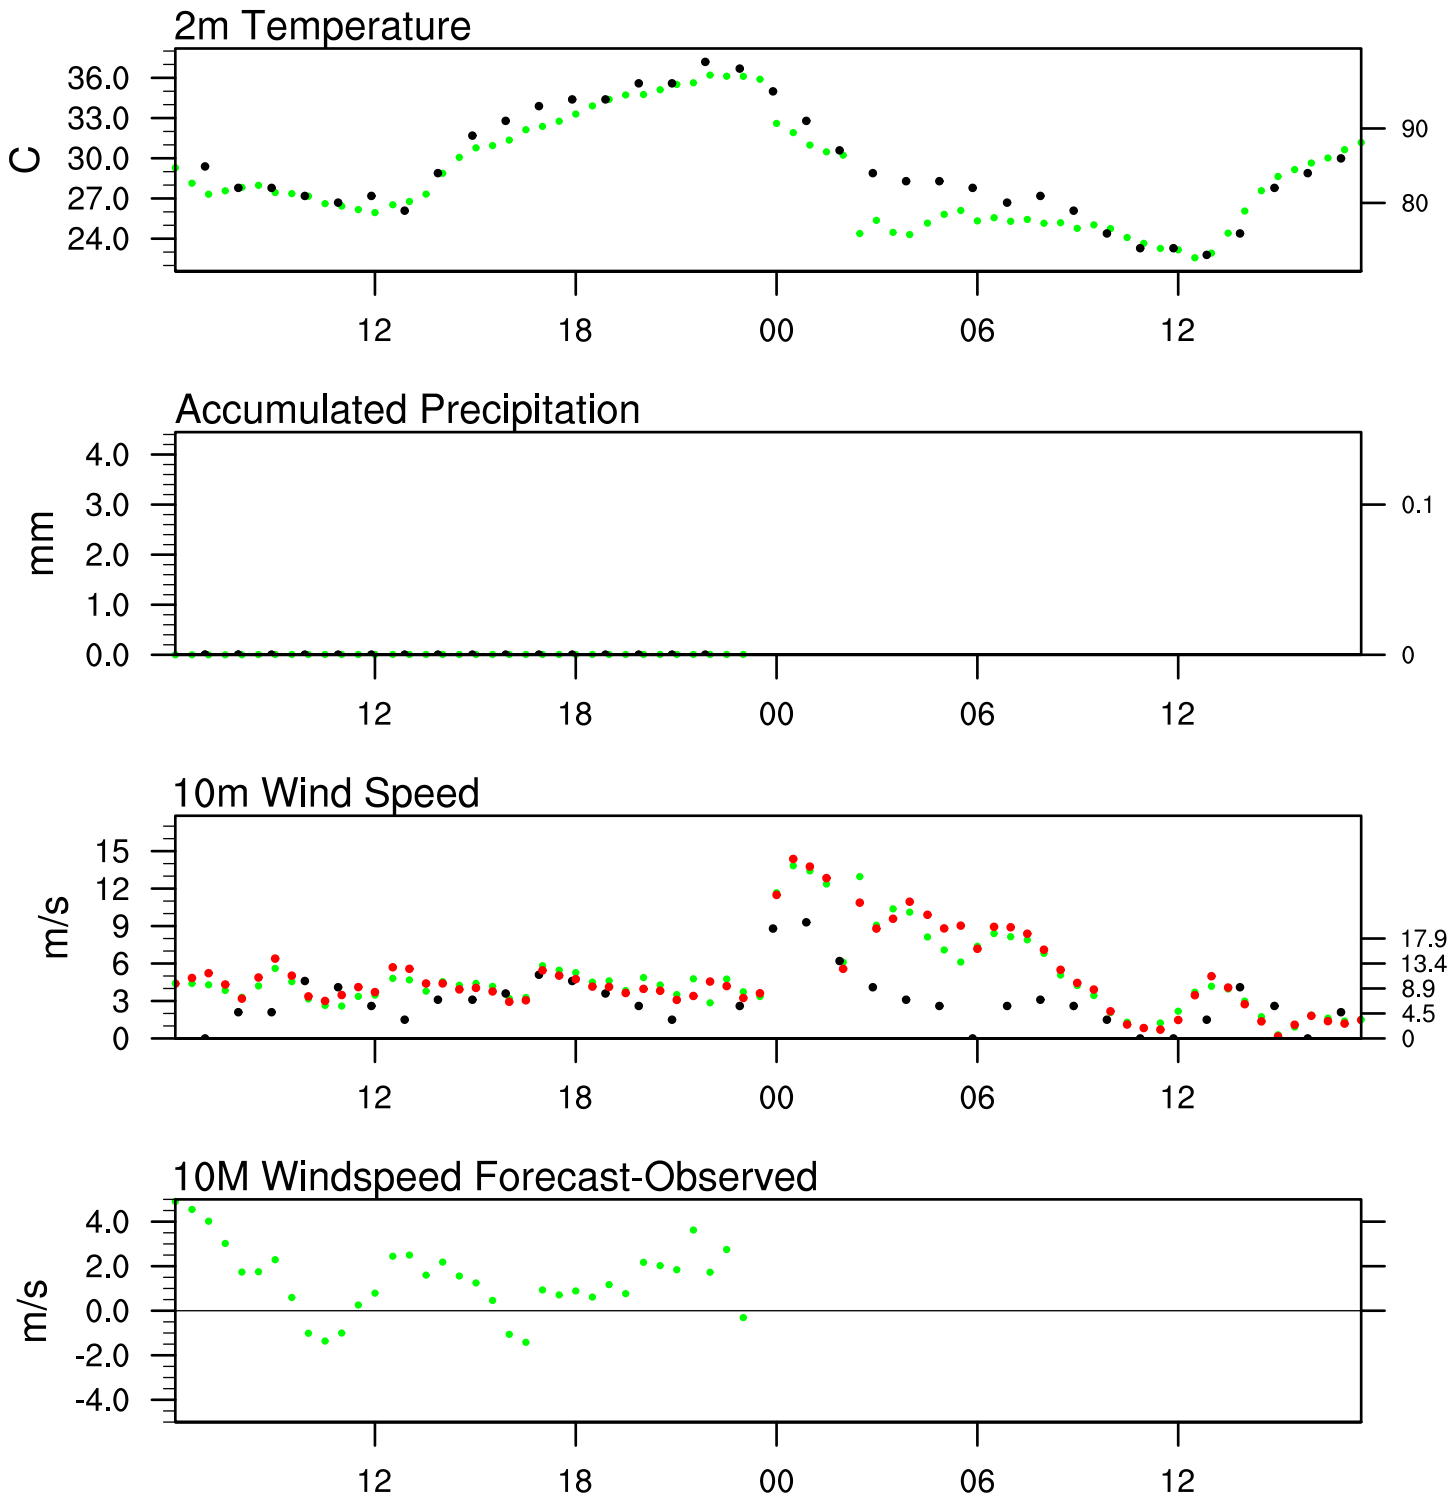 2m Temperature
36.0
33.0
30.0
27.0
24.0
C
90
80
12 18 00 06 12
Accumulated Precipitation
4.0
3.0
2.0
1.0
0.0
mm
0.1
0
12 18 00 06 12
10m Wind Speed
15
12
9
6
3
0
m/s
17.9
13.4
8.9
4.5
0
12 18 00 06 12
10M Windspeed Forecast-Observed
4.0
2.0
0.0
-2.0
-4.0
m/s
12 18 00 06 12